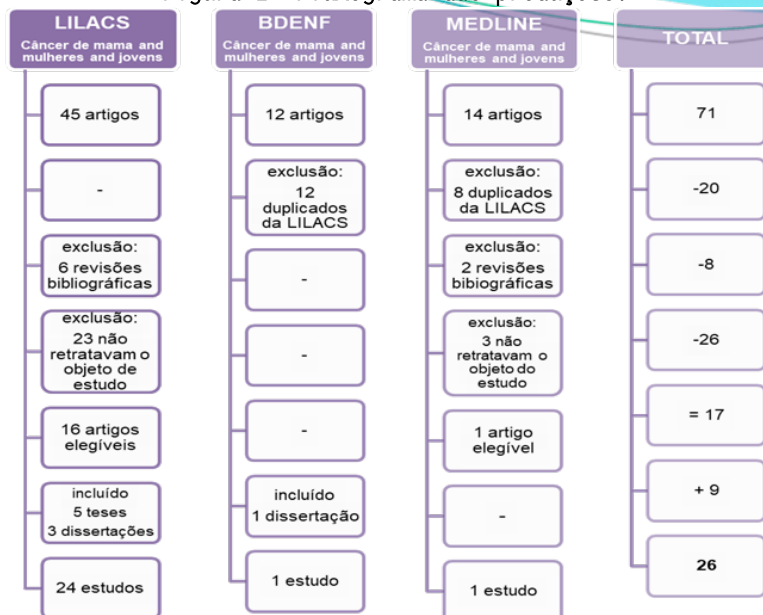 LILACS
Câncer de mama and
mulheres and jovens
45 artigos
-
exclusão:
6 revisões
bibliográficas
exclusão:
23 não
retratavam o
objeto de
estudo
16 artigos
elegíveis
incluído
5 teses
3 dissertações
24 estudos
BDENF
Câncer de mama and
mulheres and jovens
12 artigos
exclusão:
12
duplicados
da LILACS
-
-
-
incluído
1 dissertação
1 estudo
MEDLINE
Câncer de mama and
mulheres and jovens
14 artigos
exclusão:
8 duplicados
da LILACS
exclusão:
2 revisões
bibiográficas
exclusão:
3 não
retratavam o
objeto do
estudo
1 artigo
elegível
-
1 estudo
TOTAL
71
-20
-8
-26
= 17
+ 9
26